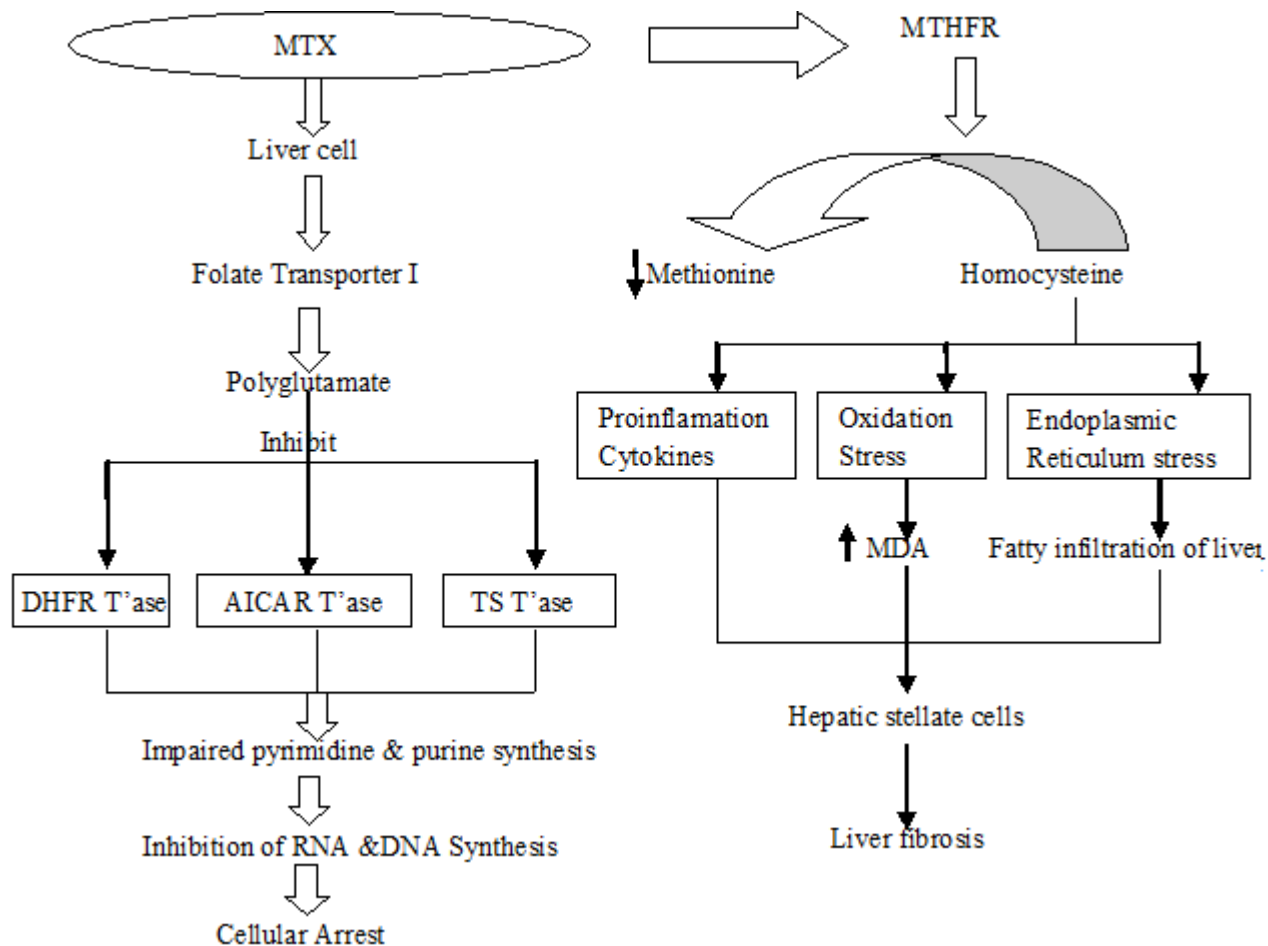 MTX
MTHFR
Liver cell
Folate Transporter I
Methionine
Homocysteine
Polyglutamate
Inhibit
Proinflamation
Cytokines
Oxidation
Stress
Endoplasmic
Reticulum stress
MDA
Fatty infiltration of liver
DHFR T'ase
AICAR T'ase
TS T'ase
Hepatic stellate cells
Impaired pyrimidine & purine synthesis
Liver fibrosis
Inhibition of RNA &DNA Synthesis
Cellular Arrest